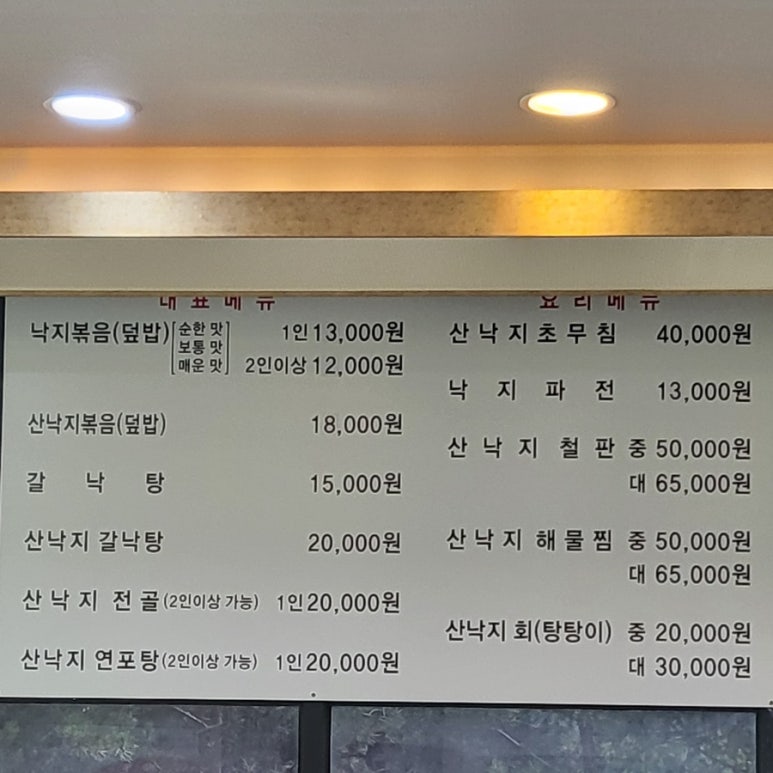 대표메뉴
낙지볶음(덮밥) [순한 맛] 1인 13,000원
보통 맛
매운 맛 2인이상 12,000원
산낙지볶음(덮밥) 18,000원
갈 낙 탕 15,000원
산낙지 갈낙탕 20,000원
산 낙 지 전 골 (2인이상 가능) 1인 20,000원
산낙지 연포탕 (2인이상 가능) 1인 20,000원
요리메뉴
산 낙 지 초 무 침 40,000원
낙 지 파 전 13,000원
산 낙 지 철 판 중 50,000원
대 65,000원
산 낙 지 해 물 찜 중 50,000원
대 65,000원
산낙지 회(탕탕이) 중 20,000원
대 30,000원